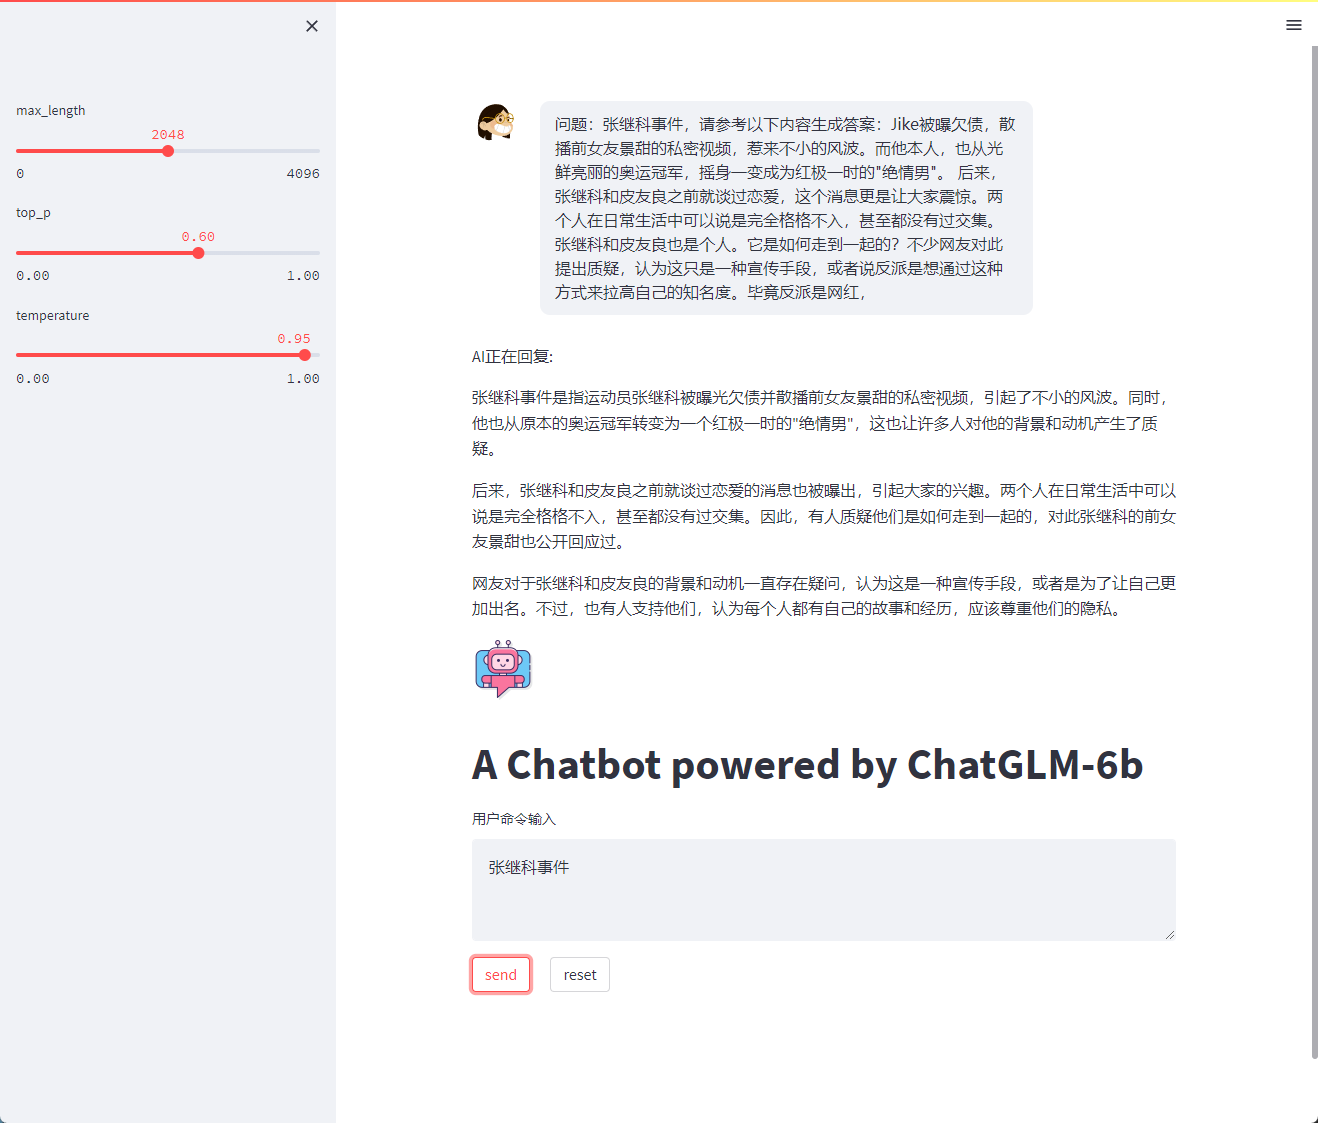 max_length
2048
0 4096
top_p
0.60
0.00 1.00
temperature
0.95
0.00 1.00
问题：张继科事件，请参考以下内容生成答案：Jike被曝欠债，散
播前女友景甜的私密视频，惹来不小的风波。而他本人，也从光
鲜亮丽的奥运冠军，摇身一变成为红极一时的"绝情男"。 后来，
张继科和皮友良之前就谈过恋爱，这个消息更是让大家震惊。两
个人在日常生活中可以说是完全格格不入，甚至都没有过交集。
张继科和皮友良也是个人。它是如何走到一起的？不少网友对此
提出质疑，认为这只是一种宣传手段，或者说反派是想通过这种
方式来拉高自己的知名度。毕竟反派是网红，
AI正在回复:
张继科事件是指运动员张继科被曝光欠债并散播前女友景甜的私密视频，引起了不小的风波。同时，
他也从原本的奥运冠军转变为一个红极一时的"绝情男"，这也让许多人对他的背景和动机产生了质
疑。
后来，张继科和皮友良之前就谈过恋爱的消息也被曝出，引起大家的兴趣。两个人在日常生活中可以
说是完全格格不入，甚至都没有过交集。因此，有人质疑他们是如何走到一起的，对此张继科的前女
友景甜也公开回应过。
网友对于张继科和皮友良的背景和动机一直存在疑问，认为这是一种宣传手段，或者是为了让自己更
加出名。不过，也有人支持他们，认为每个人都有自己的故事和经历，应该尊重他们的隐私。
A Chatbot powered by ChatGLM-6b
用户命令输入
张继科事件
send reset